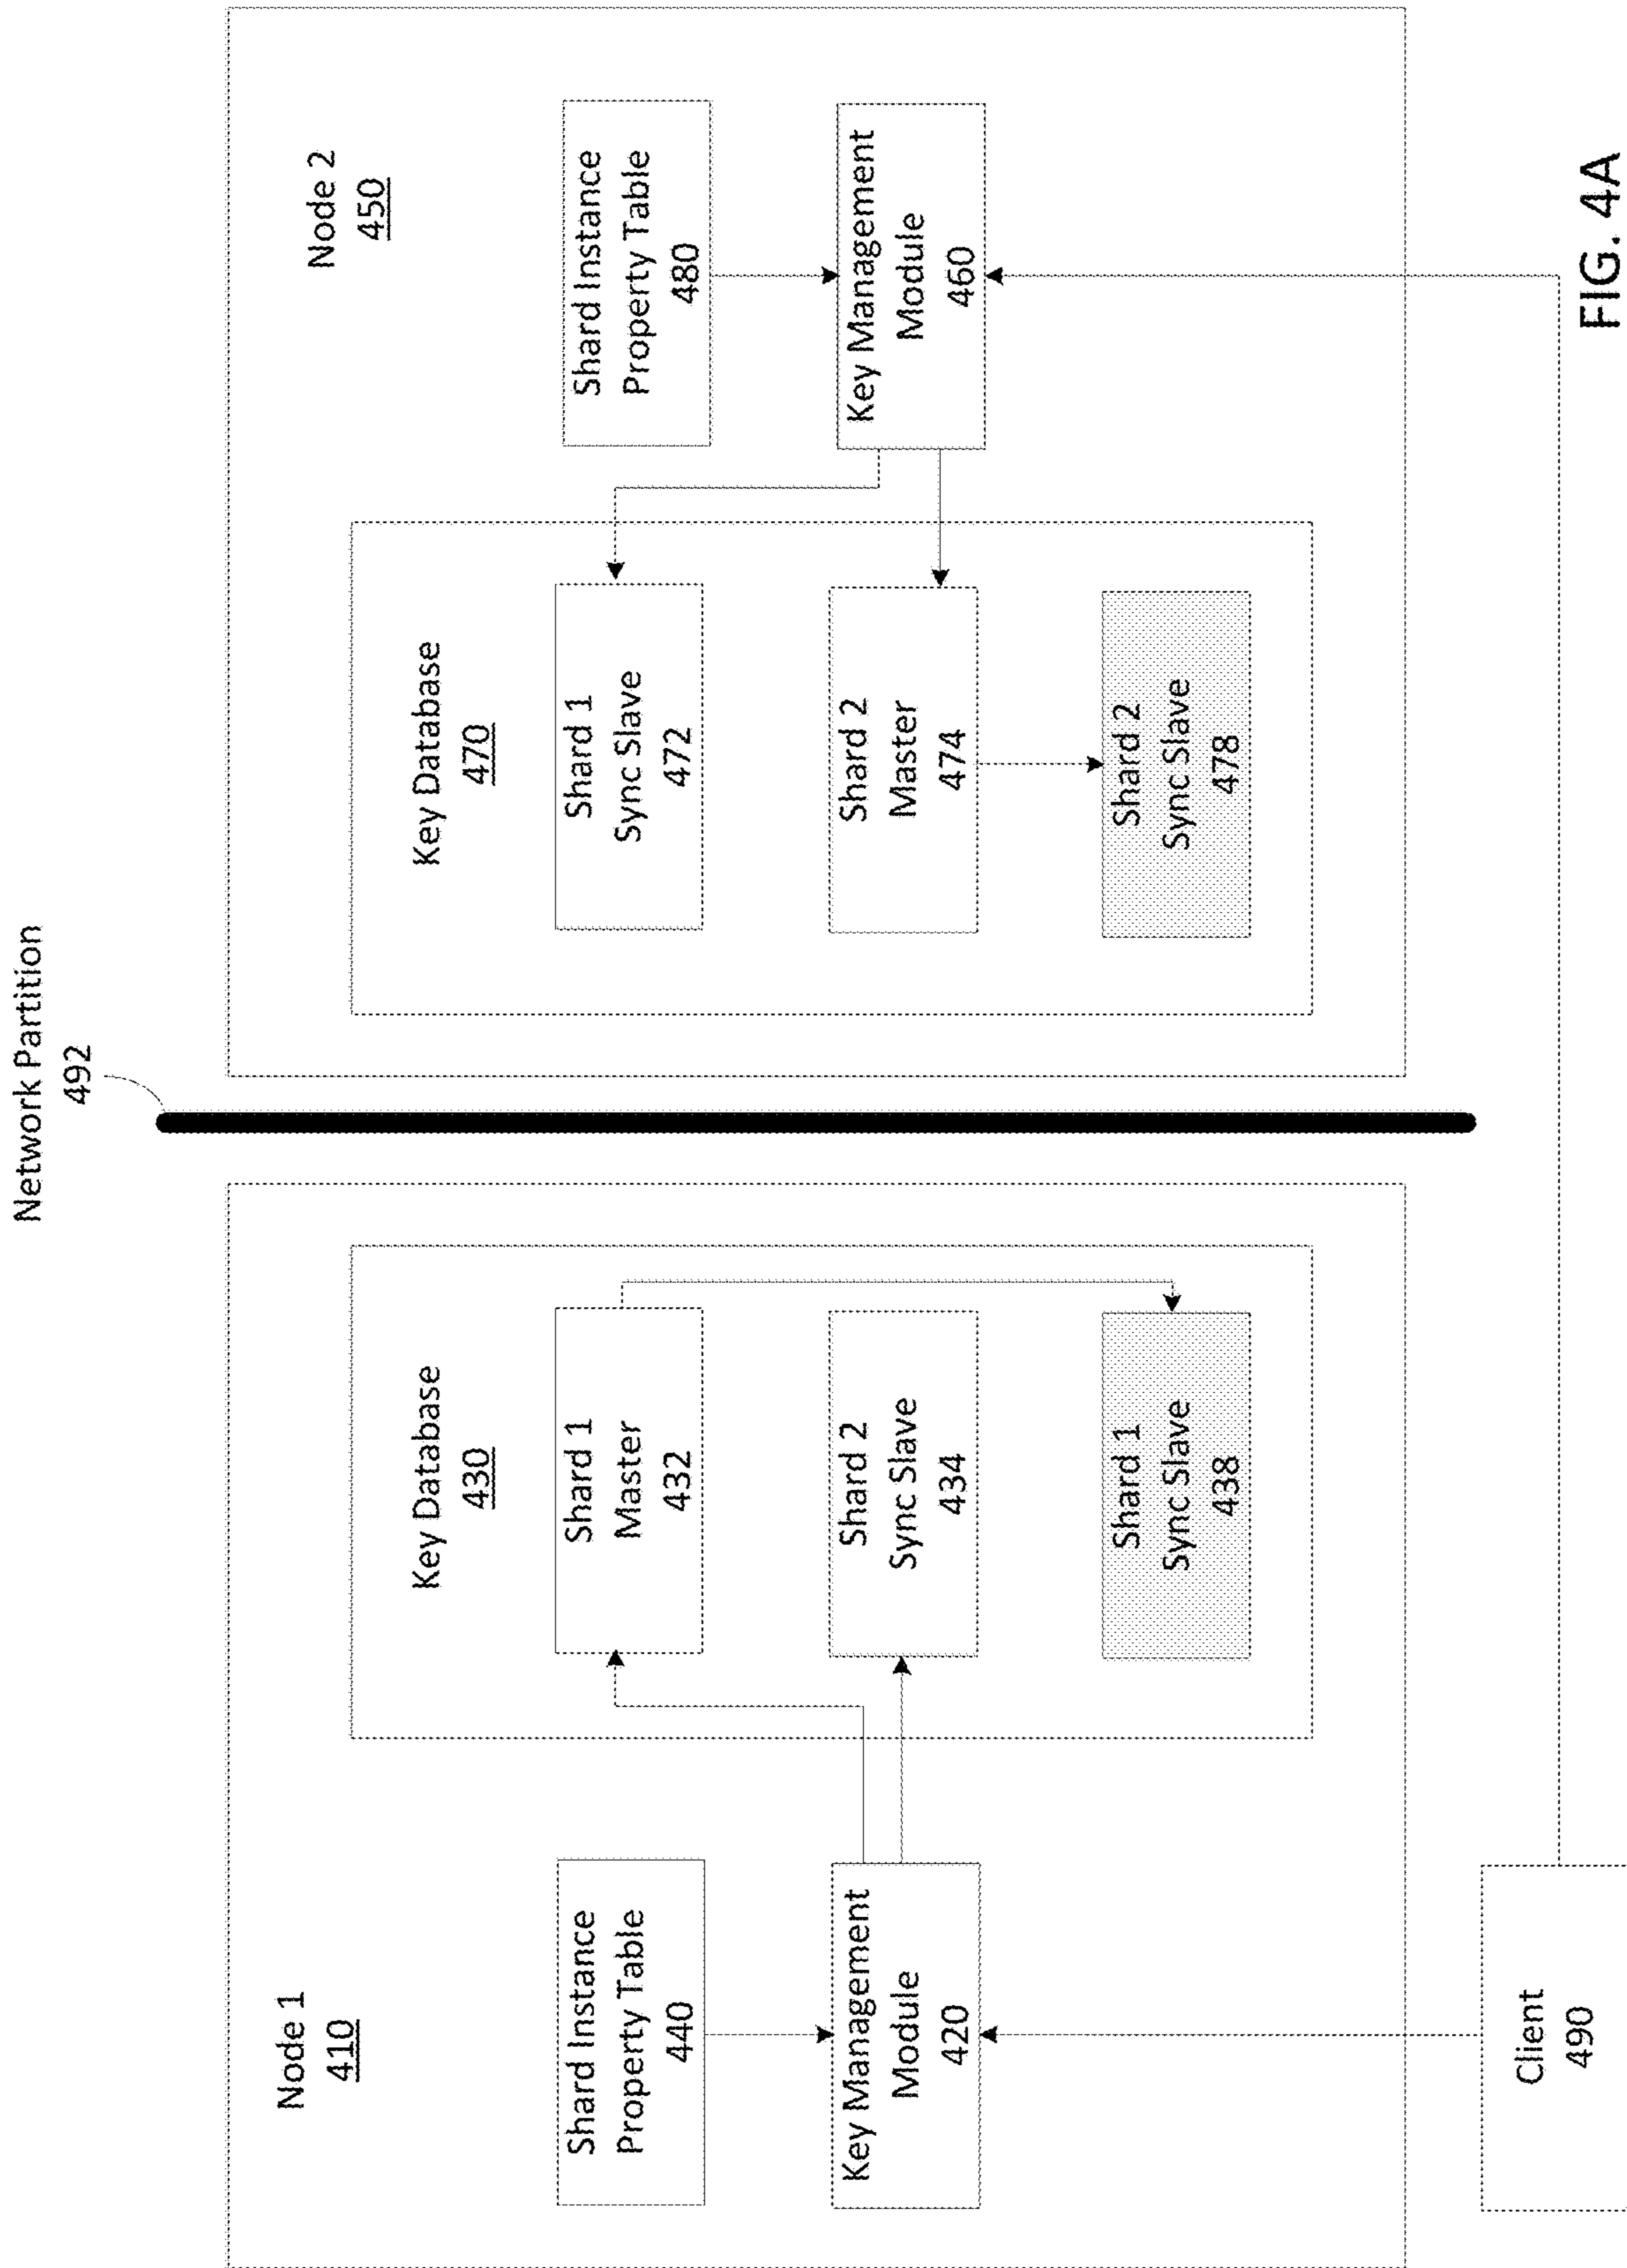 Network Partition
492
Node 1
410
Shard Instance
Property Table
440
Key Management
Module
420
Key Database
430
Shard 1
Master
432
Shard 2
Sync Slave
434
Shard 1
Sync Slave
438
Node 2
450
Key Database
470
Shard 1
Sync Slave
472
Shard 2
Master
474
Shard 2
Sync Slave
478
Shard Instance
Property Table
480
Key Management
Module
460
Client
490
FIG. 4A